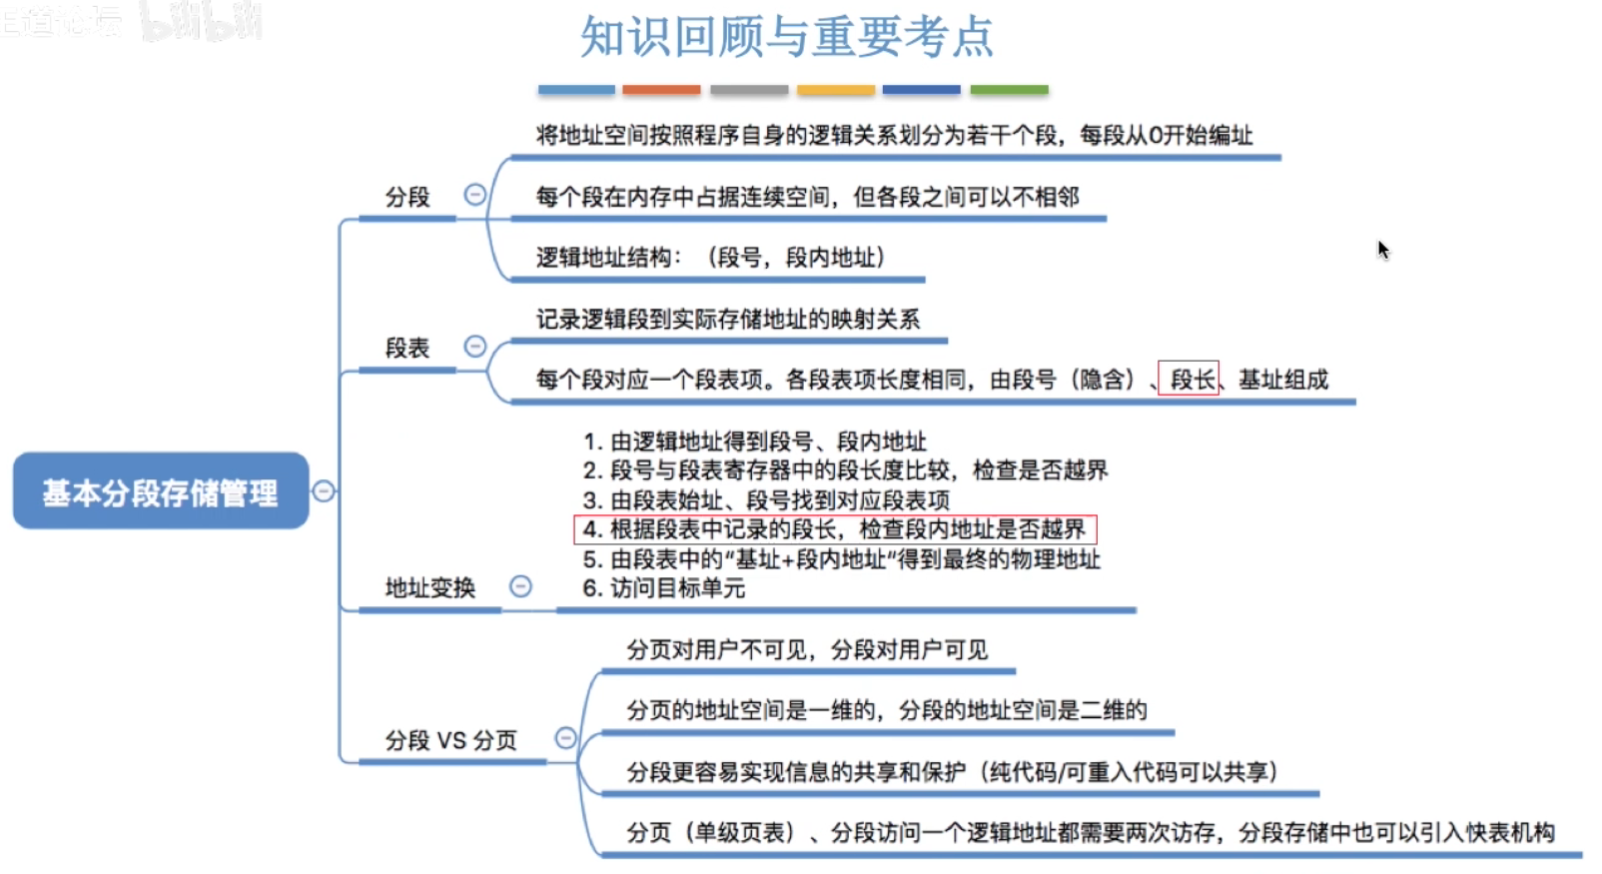 王道论坛 bilibili
知识回顾与重要考点
将地址空间按照程序自身的逻辑关系划分为若干个段，每段从0开始编址
分段
每个段在内存中占据连续空间，但各段之间可以不相邻
逻辑地址结构：（段号，段内地址）
记录逻辑段到实际存储地址的映射关系
段表
每个段对应一个段表项。各段表项长度相同，由段号（隐含）、段长、基址组成
基本分段存储管理
1. 由逻辑地址得到段号、段内地址
2. 段号与段表寄存器中的段长度比较，检查是否越界
3. 由段表始址、段号找到对应段表项
4. 根据段表中记录的段长，检查段内地址是否越界
5. 由段表中的“基址+段内地址”得到最终的物理地址
6. 访问目标单元
地址变换
分页对用户不可见，分段对用户可见
分页的地址空间是一维的，分段的地址空间是二维的
分段 VS 分页
分段更容易实现信息的共享和保护（纯代码/可重入代码可以共享）
分页（单级页表）、分段访问一个逻辑地址都需要两次访存，分段存储中也可以引入快表机构